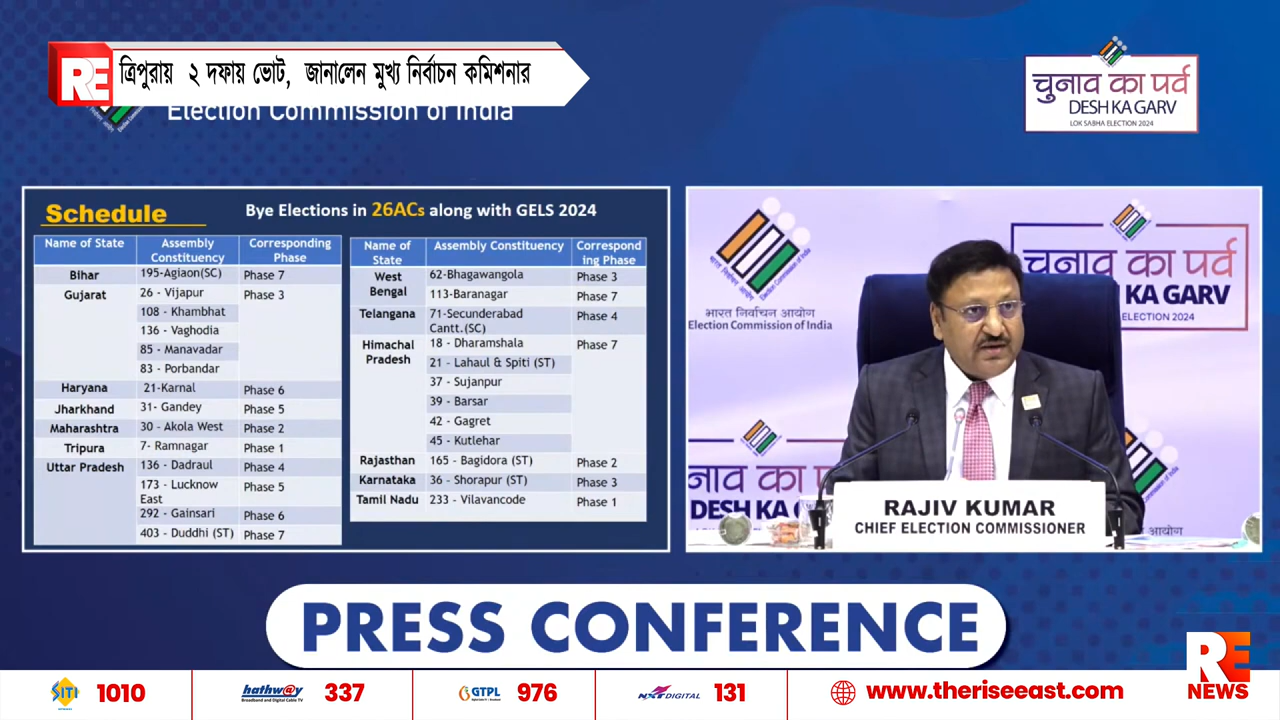 RE
ত্রিপুরায় ২ দফায় ভোট, জানালেন মুখ্য নির্বাচন কমিশনার
Election Commission of India
चुनाव का पर्व
DESH KA GARV
LOK SABHA ELECTION 2024
Schedule
Bye Elections in 26ACs along with GELS 2024
Name of State Assembly Constituency Corresponding Phase
Bihar 195-Agiaon(SC) Phase 7
Gujarat 26 - Vijapur Phase 3
108 - Khambhat
136 - Vaghodia
85 - Manavadar
83 - Porbandar
Haryana 21-Karnal Phase 6
Jharkhand 31- Gandey Phase 5
Maharashtra 30 - Akola West Phase 2
Tripura 7- Ramnagar Phase 1
Uttar Pradesh 136 - Dadraul Phase 4
173 - Lucknow East Phase 5
292 - Gainsari Phase 6
403 - Duddhi (ST) Phase 7
Name of State Assembly Constituency Correspond ing Phase
West Bengal 62-Bhagawangola Phase 3
113-Baranagar Phase 7
Telangana 71-Secunderabad Cantt.(SC) Phase 4
Himachal Pradesh 18 - Dharamshala Phase 7
21 - Lahaul & Spiti (ST)
37 - Sujanpur
39 - Barsar
42 - Gagret
45 - Kutlehar
Rajasthan 165 - Bagidora (ST) Phase 2
Karnataka 36 - Shorapur (ST) Phase 3
Tamil Nadu 233 - Vilavancode Phase 1
भारत निर्वाचन आयोग
Election Commission of India
चुनाव का पर्व
KA GARV
ELECTION 2024
नाव का प
DESH KA
आयोग
RAJIV KUMAR
CHIEF ELECTION COMMISSIONER
PRESS CONFERENCE
RE
NEWS
SITI 1010
hathway 337
Broadband and Digital Cable TV
GTPL 976
NXT DIGITAL 131
www.theriseeast.com